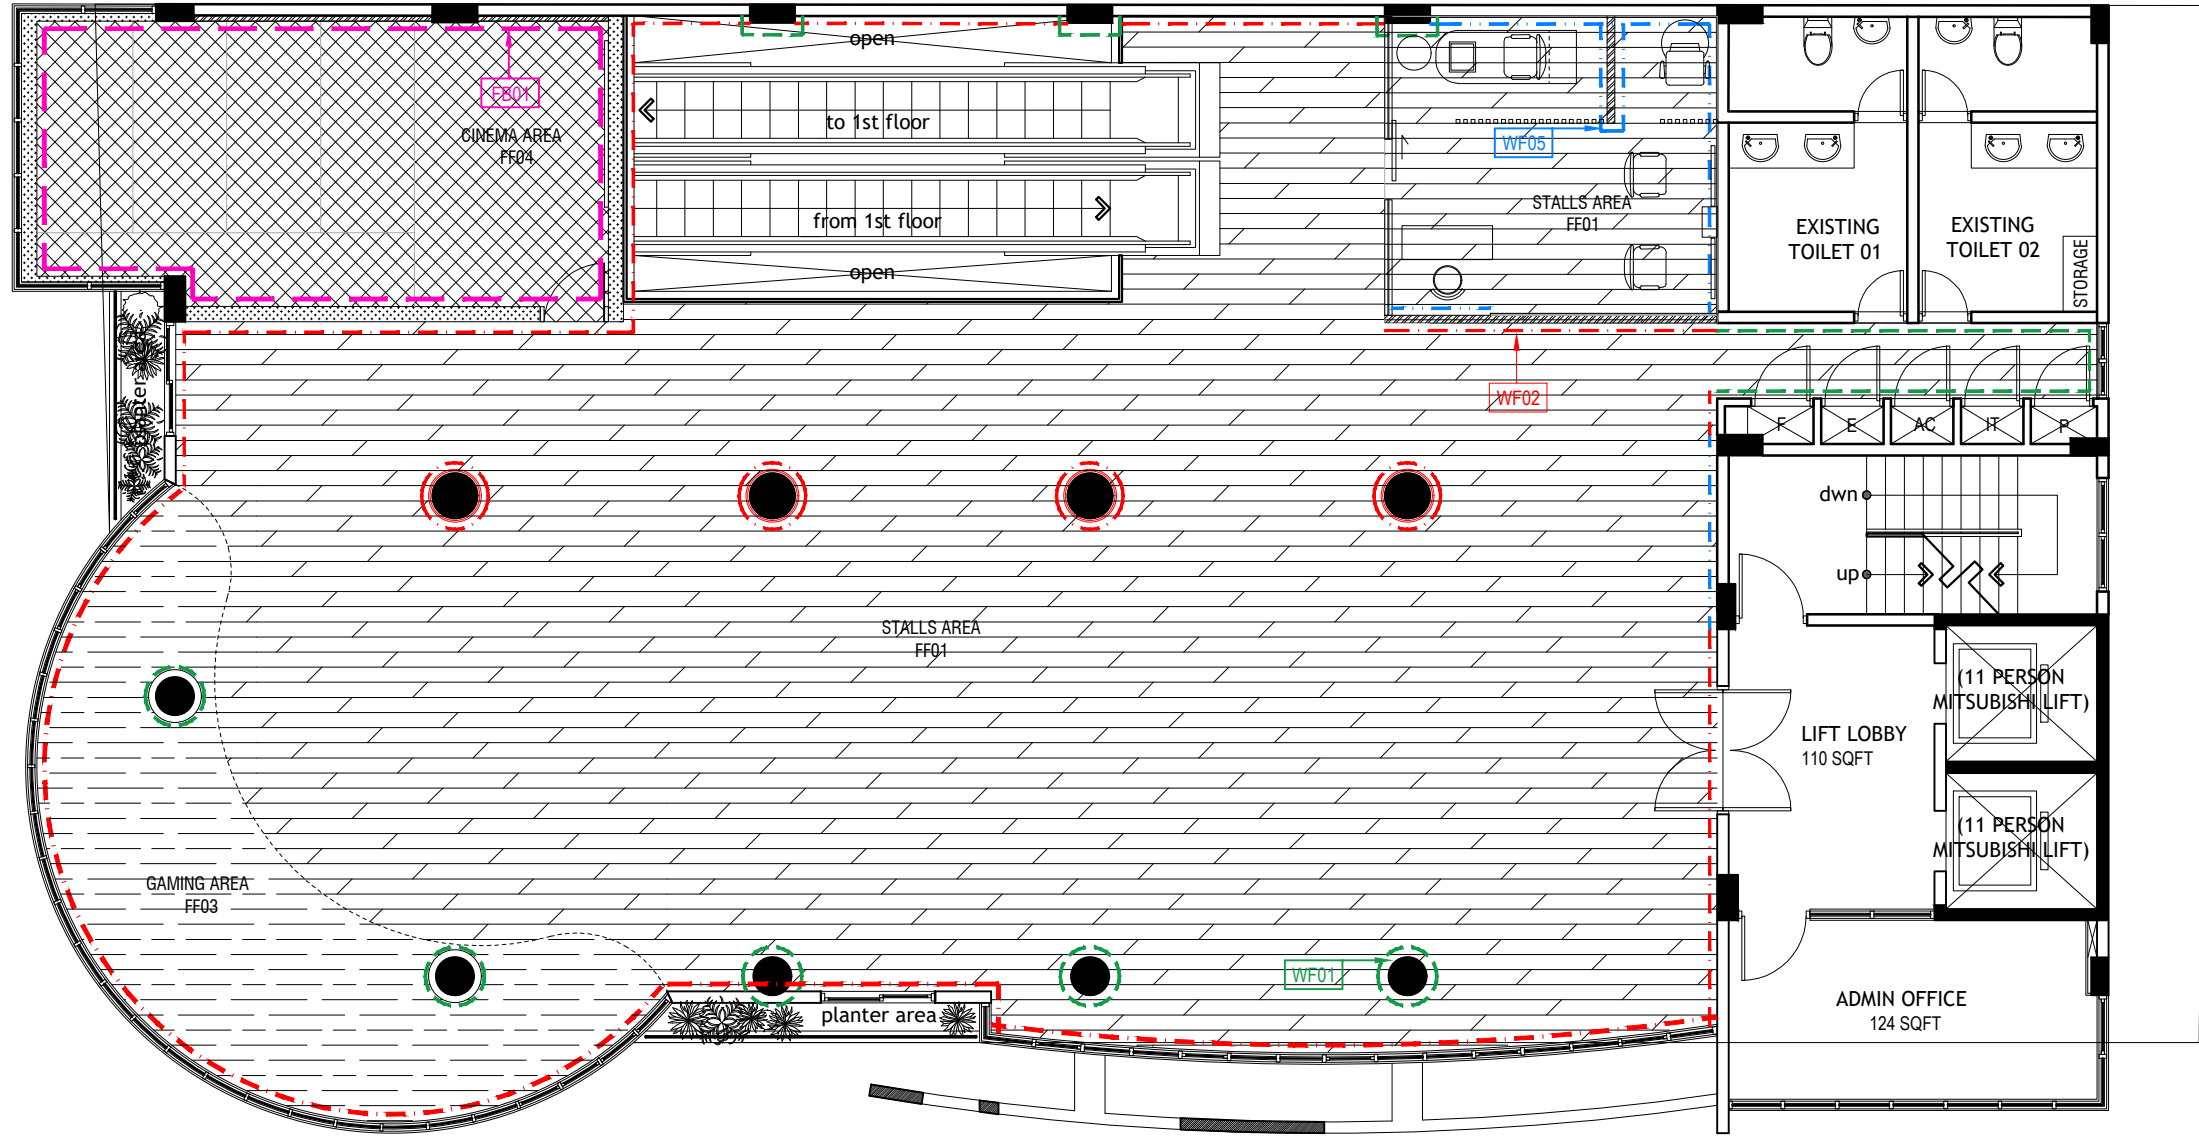 open
FB01
CINEMA AREA
FF04
to 1st floor
WF05
from 1st floor
STALLS AREA
FF01
EXISTING
TOILET 01
EXISTING
TOILET 02
STORAGE
open
WF02
F
E
AC
IT
P
dwn
up
STALLS AREA
FF01
(11 PERSON
MITSUBISHI LIFT)
LIFT LOBBY
110 SQFT
(11 PERSON
MITSUBISHI LIFT)
GAMING AREA
FF03
WF01
planter area
ADMIN OFFICE
124 SQFT